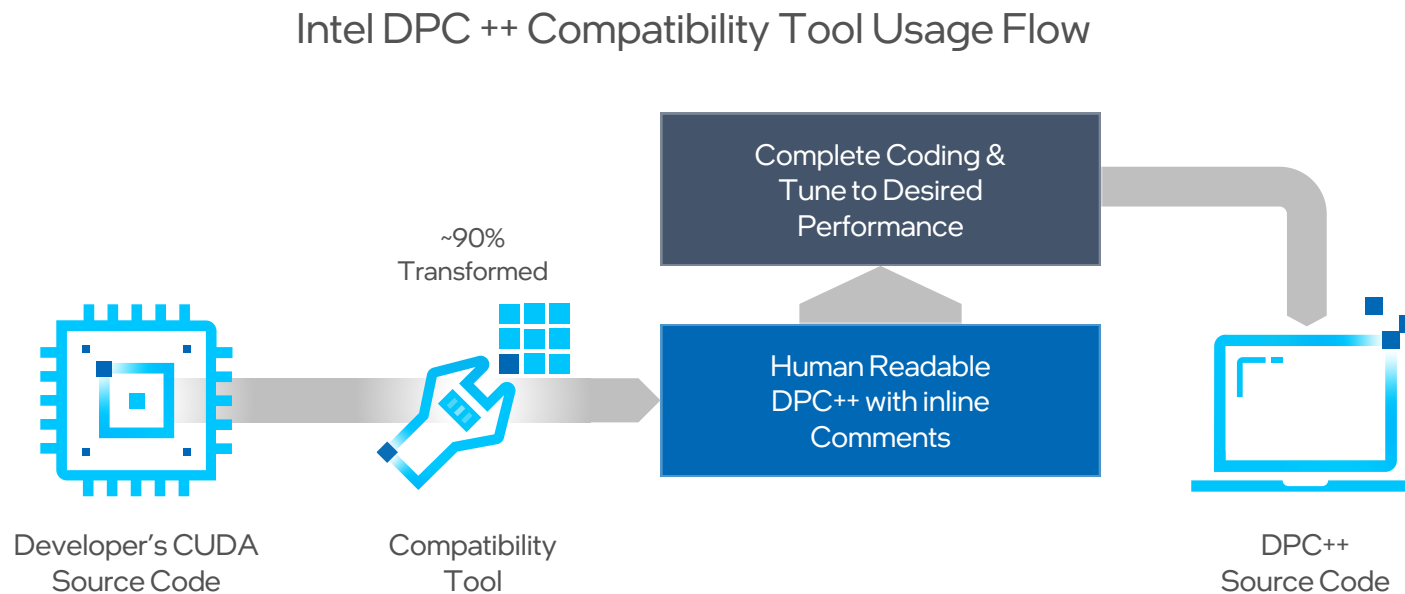 Intel DPC ++ Compatibility Tool Usage Flow
Complete Coding &
Tune to Desired
Performance
~90%
Transformed
Human Readable
DPC++ with inline
Comments
Developer’s CUDA
Source Code
Compatibility
Tool
DPC++
Source Code